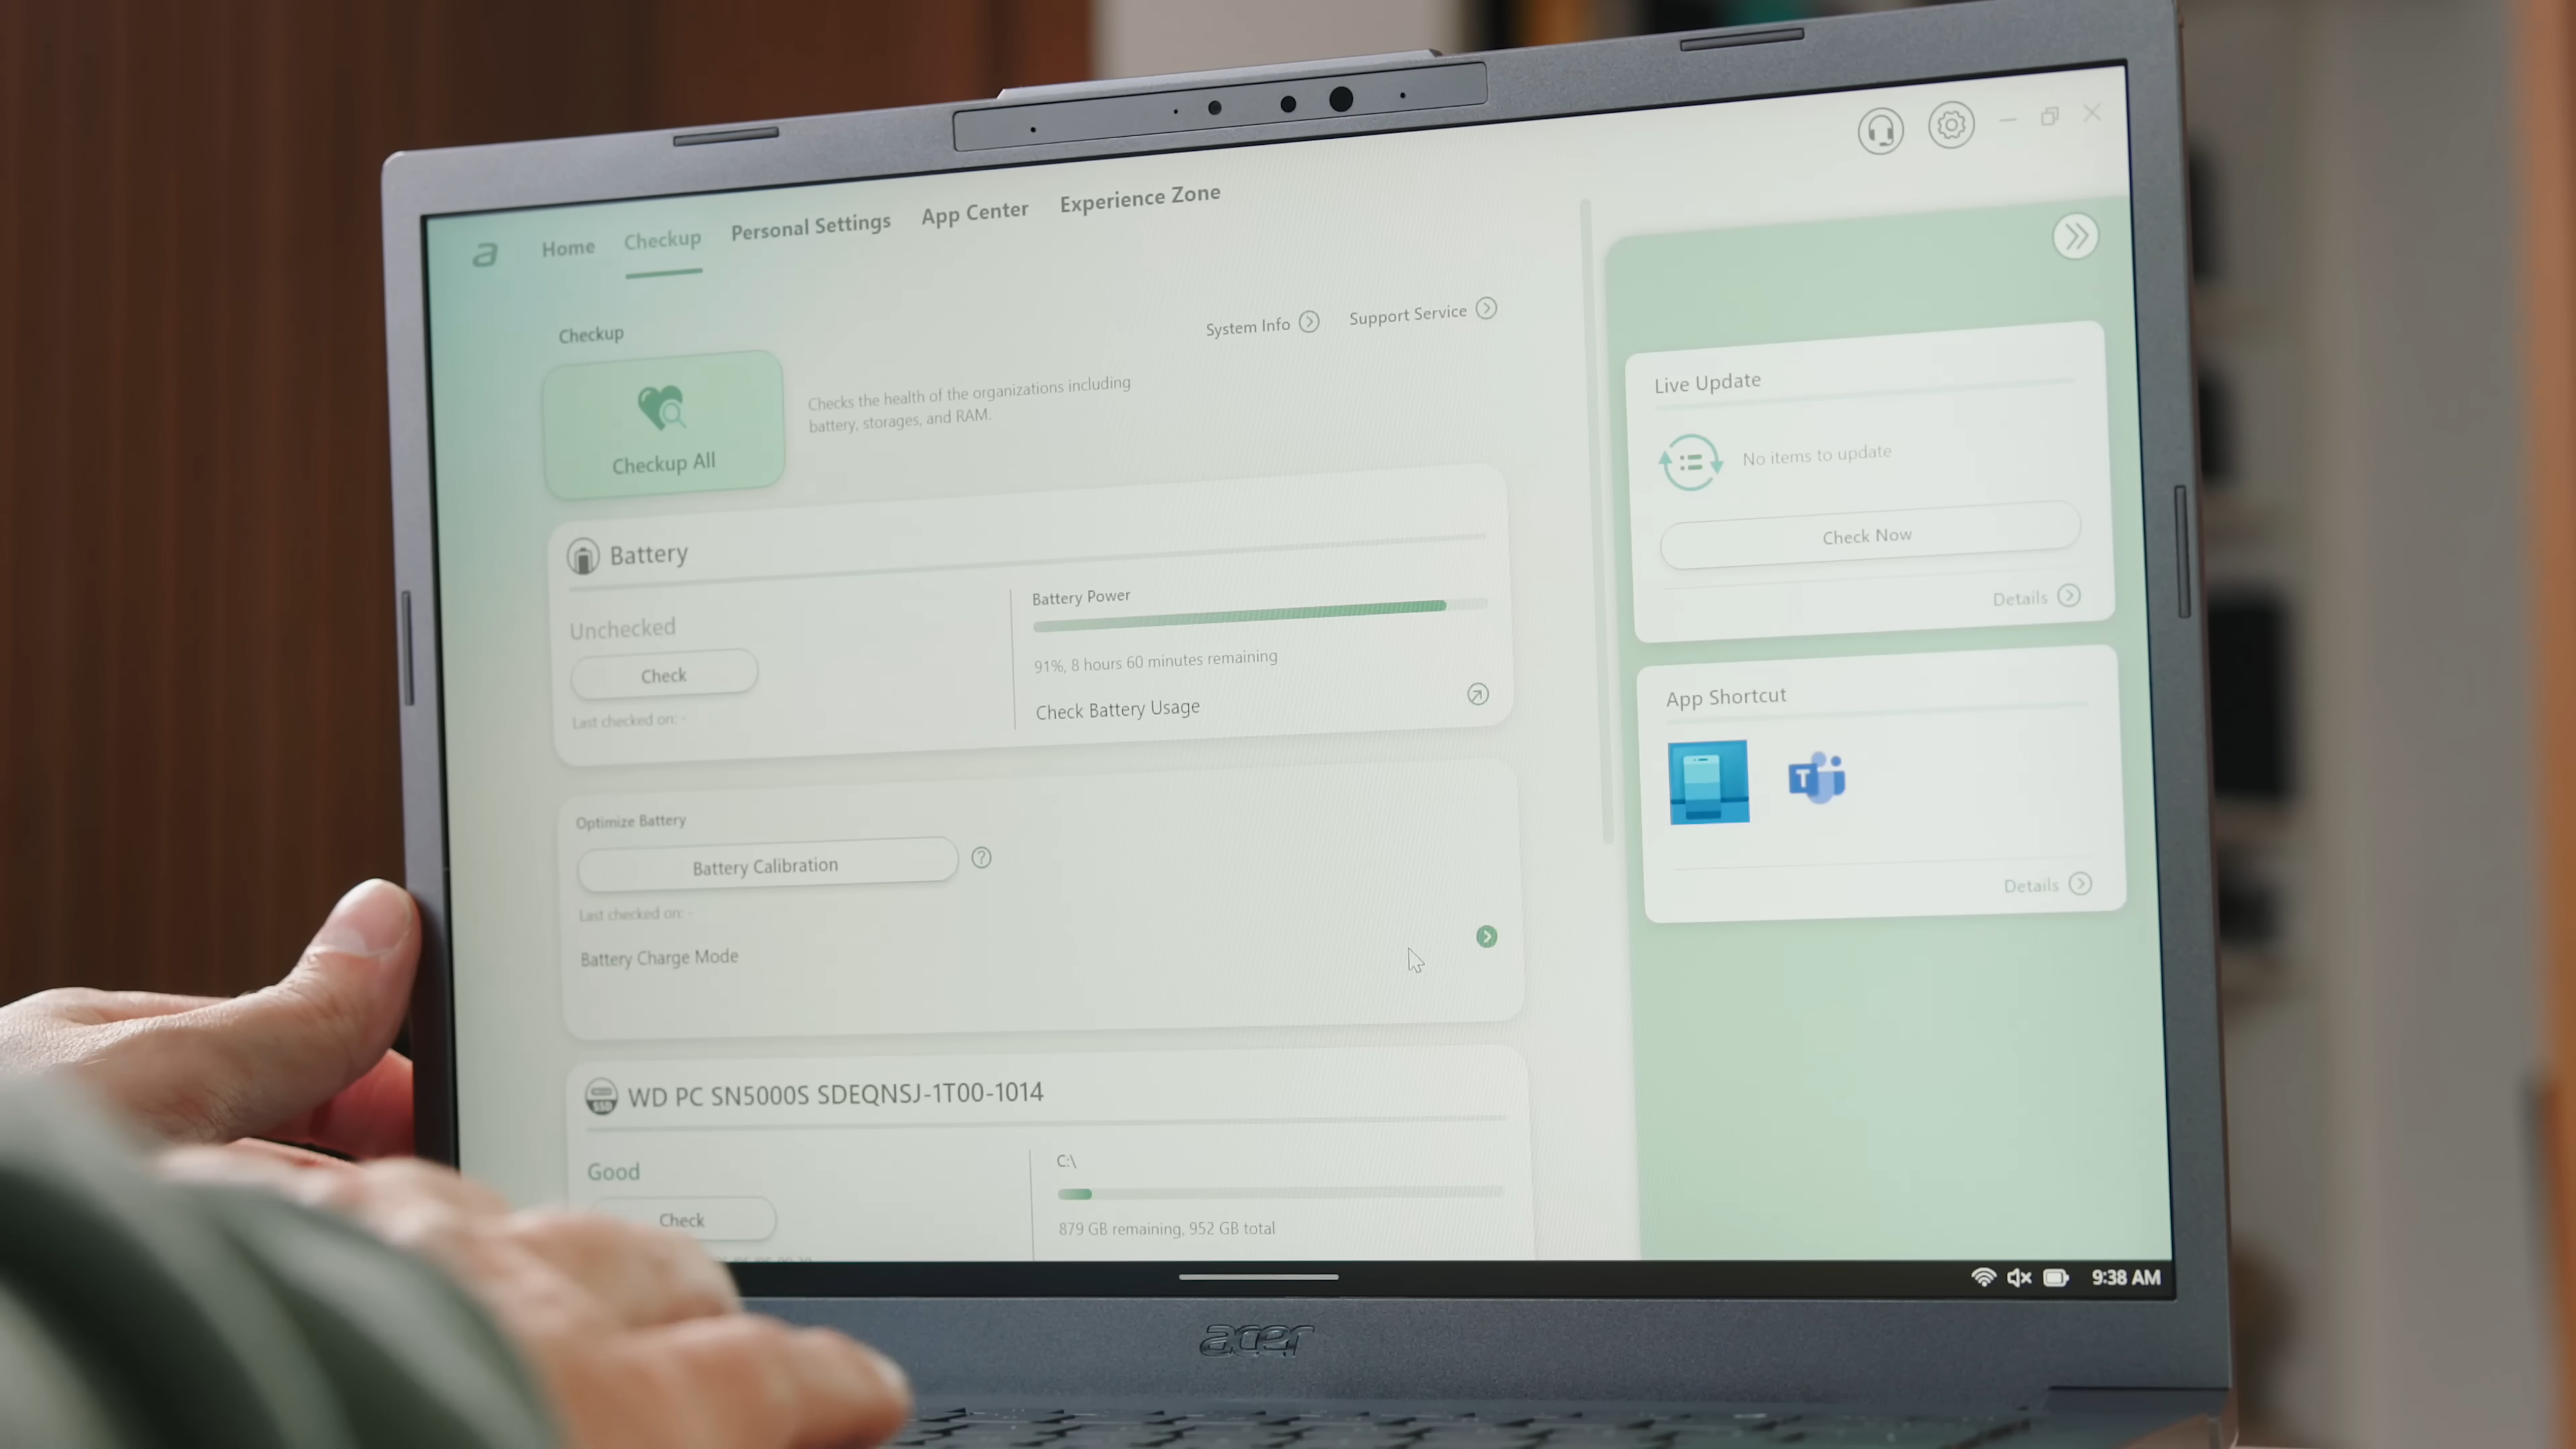 a
Home Checkup Personal Settings App Center Experience Zone
Checkup
System Info Support Service
Checkup All
Checks the health of the organizations including
battery, storages, and RAM.
Battery
Unchecked
Check
Last checked on: -
Battery Power
91%, 8 hours 60 minutes remaining
Check Battery Usage
Optimize Battery
Battery Calibration
?
Last checked on: -
Battery Charge Mode
SSD
WD PC SN5000S SDEQNSJ-1T00-1014
Good
Check
C:\
879 GB remaining, 952 GB total
Live Update
No items to update
Check Now
Details
App Shortcut
T
Details
9:38 AM
acer